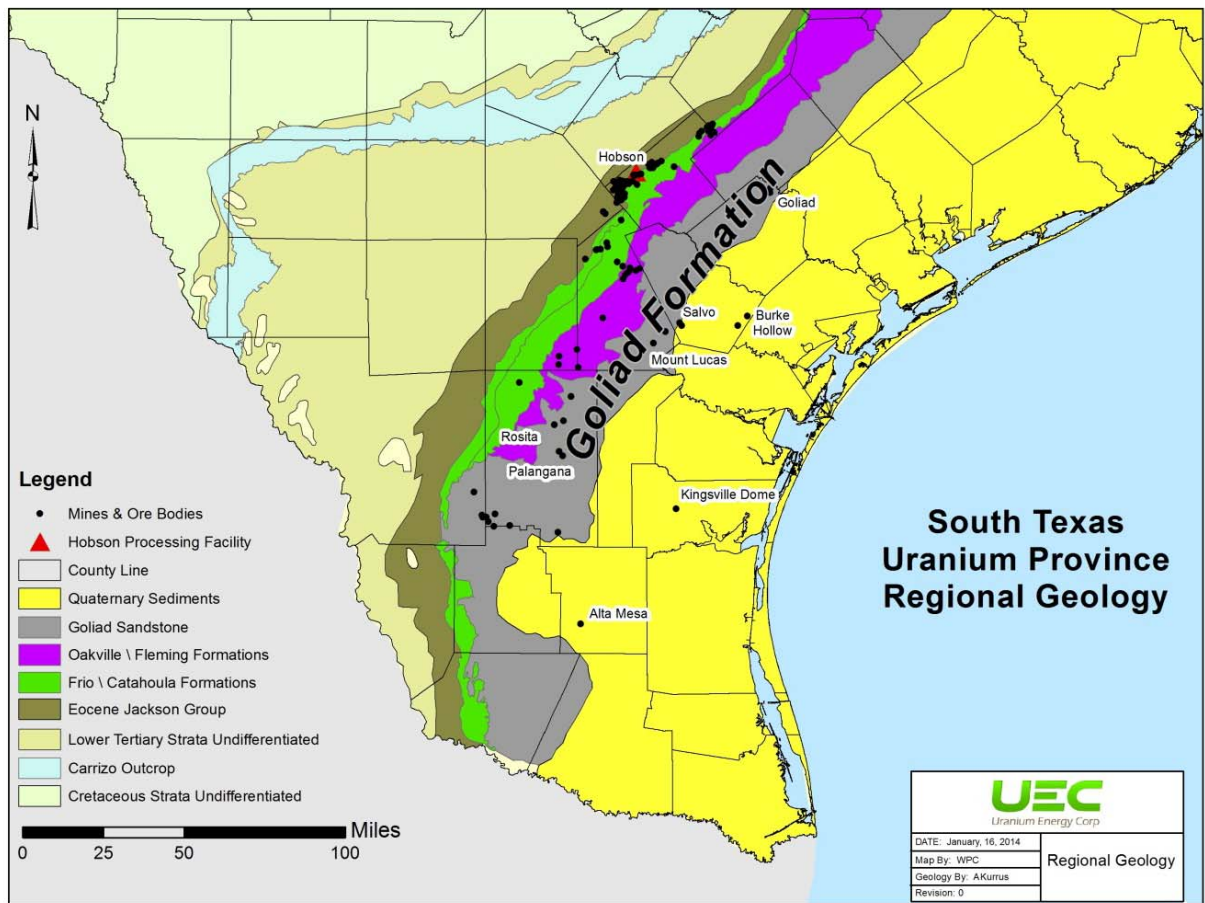 N
Hobson
Goliad
Goliad Formation
Salvo
Burke
Hollow
Mount Lucas
Rosita
Palangana
Kingsville Dome
Alta Mesa
South Texas
Uranium Province
Regional Geology
Legend
Mines & Ore Bodies
Hobson Processing Facility
County Line
Quaternary Sediments
Goliad Sandstone
Oakville \ Fleming Formations
Frio \ Catahoula Formations
Eocene Jackson Group
Lower Tertiary Strata Undifferentiated
Carrizo Outcrop
Cretaceous Strata Undifferentiated
Miles
0 25 50 100
UEC
Uranium Energy Corp
DATE: January, 16, 2014
Map By: WPC
Geology By: AKurrus
Revision: 0
Regional Geology